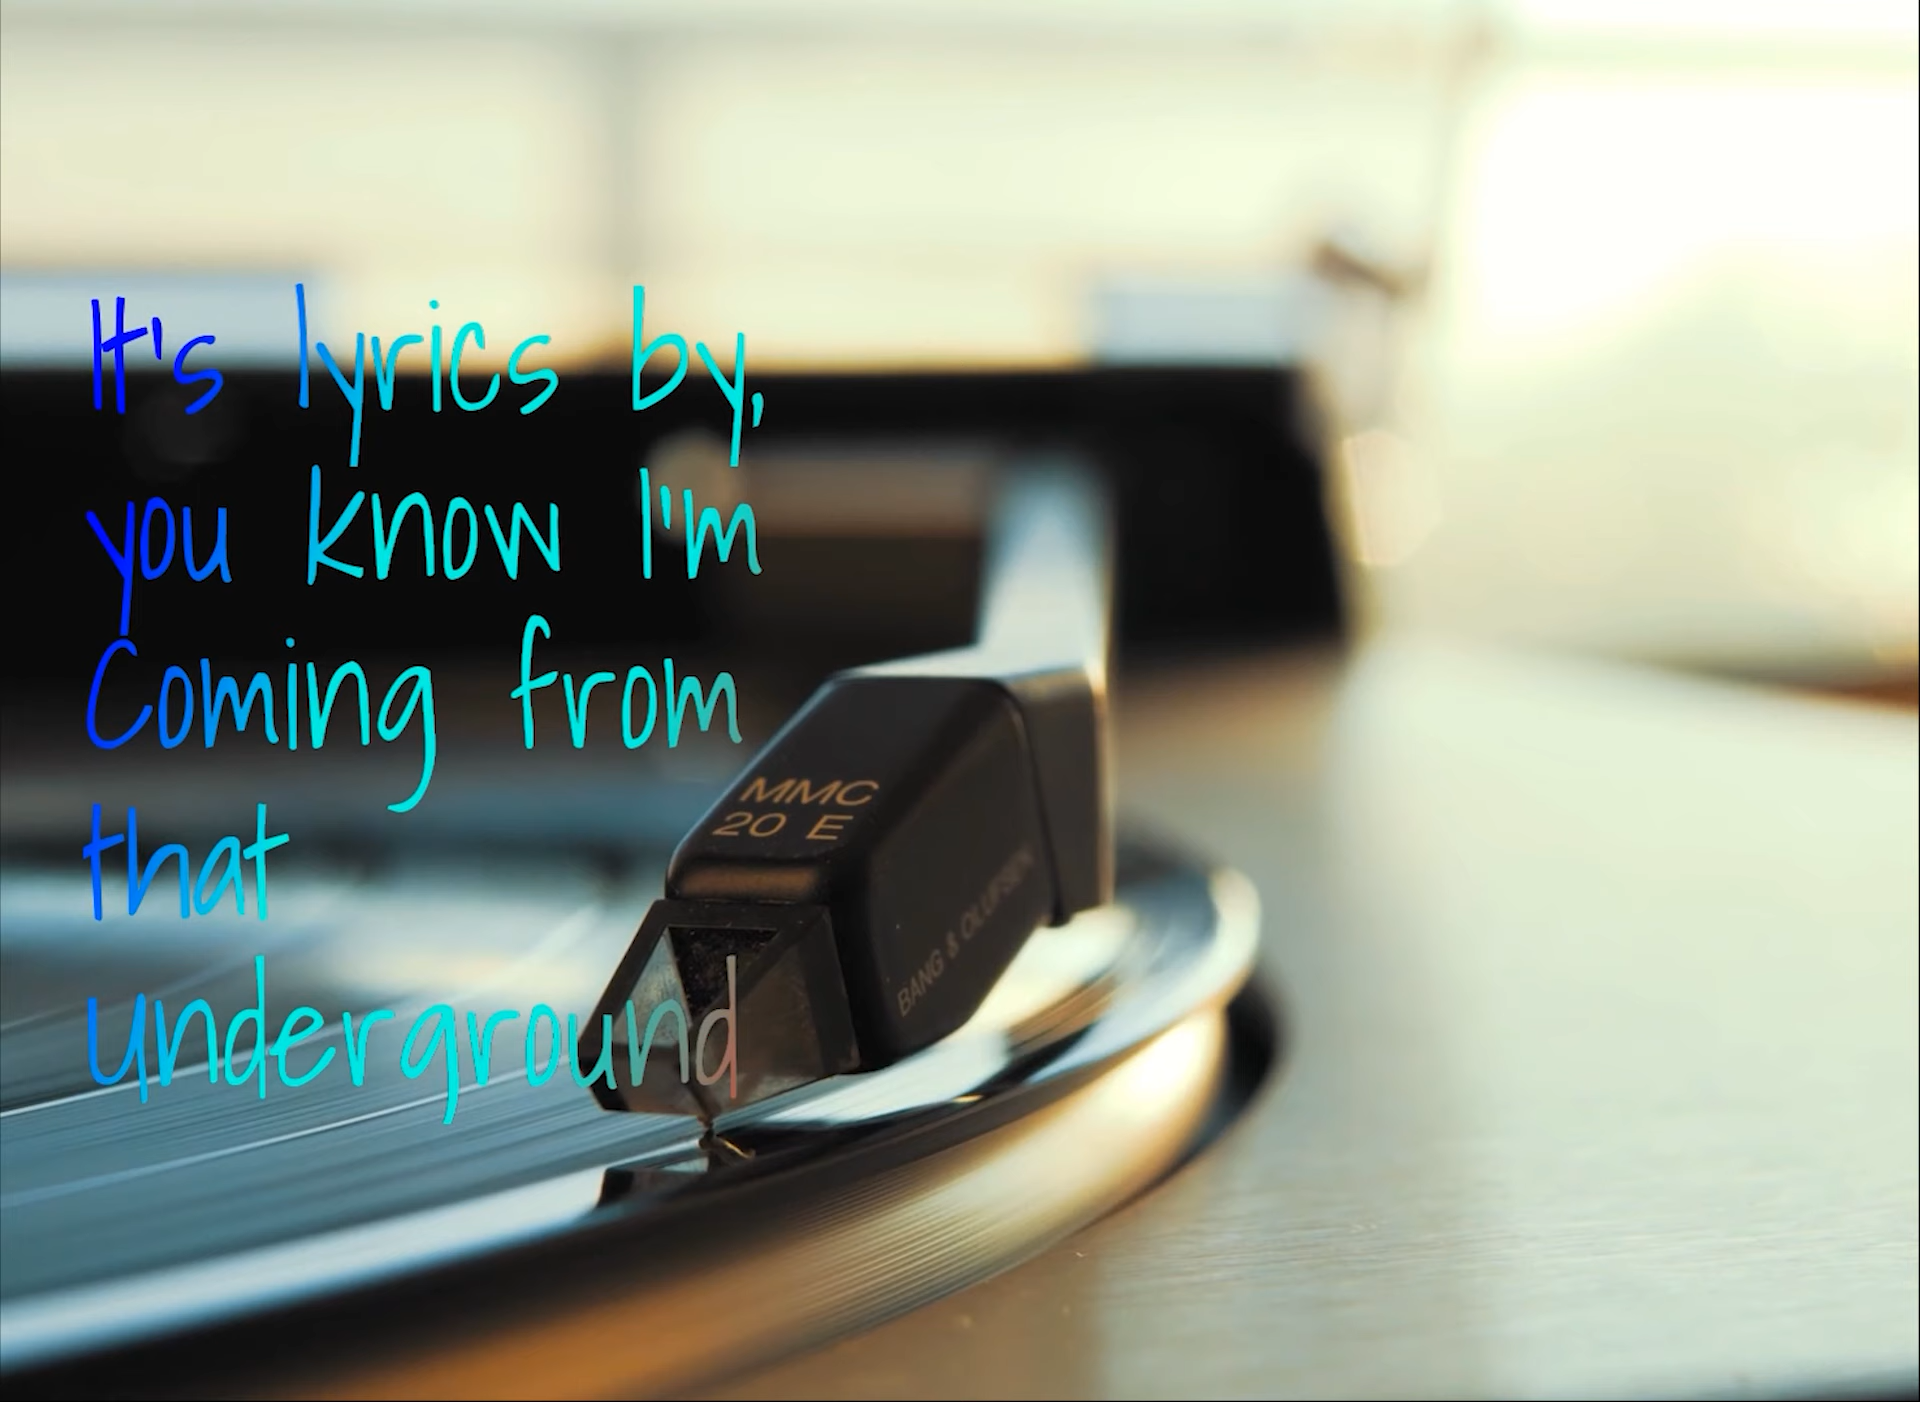 It's lyrics by,
you know I'm
Coming from
that
underground
MMC
20 E
BANG & OLUFSEN